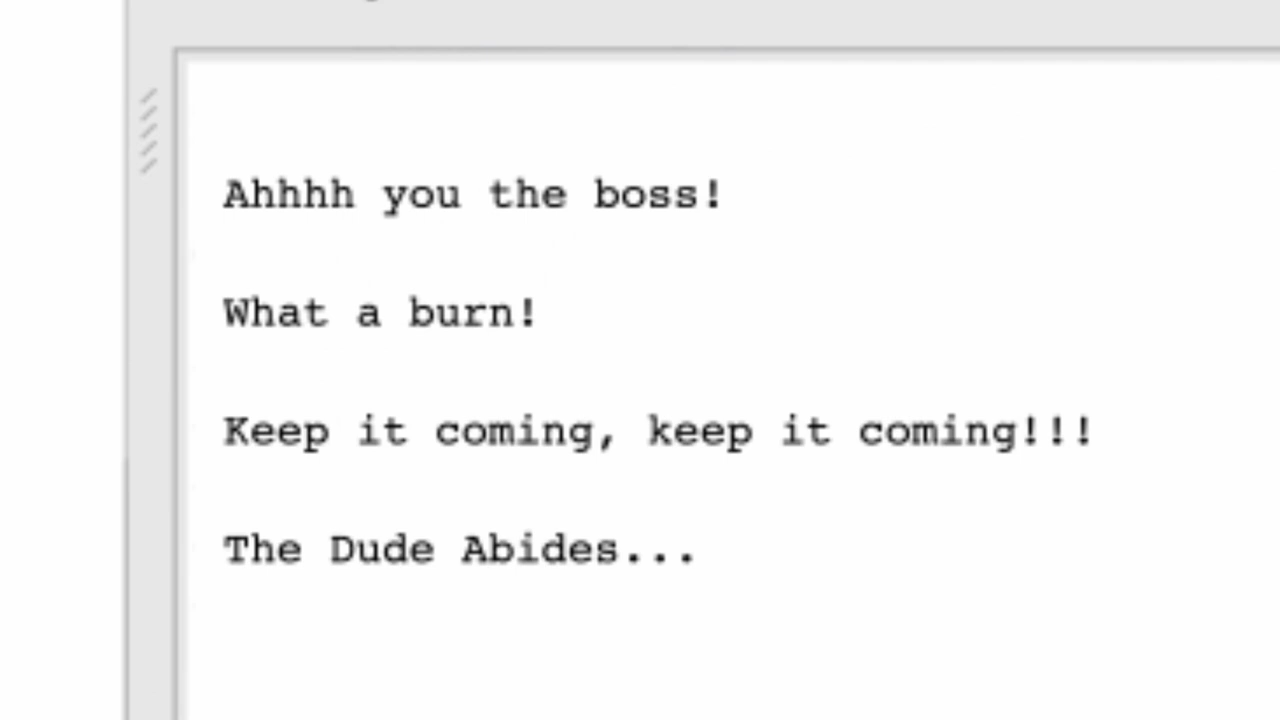 Ahhhh you the boss!
What a burn!
Keep it coming, keep it coming!!!
The Dude Abides...